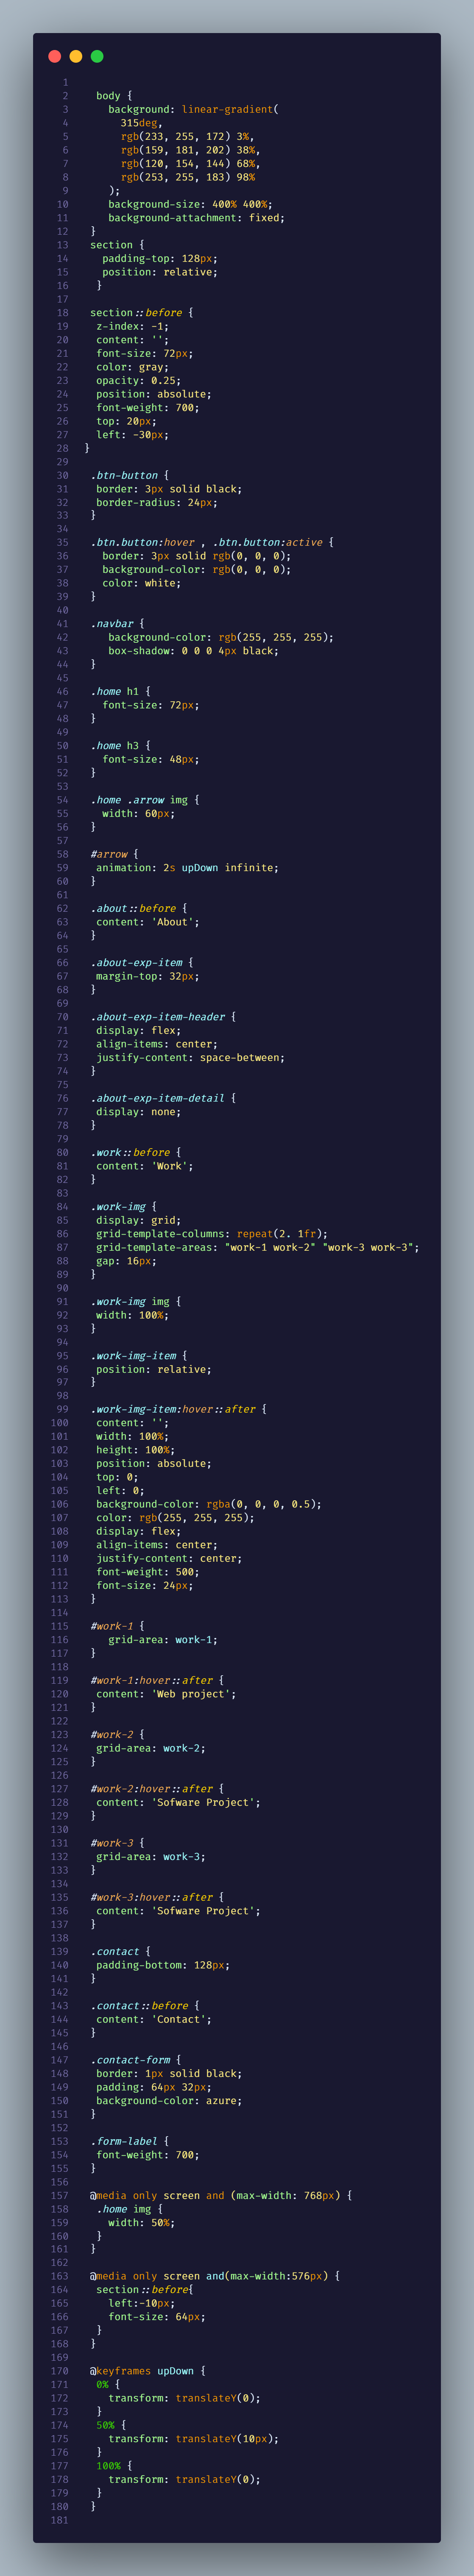 1
2 body {
3 background: linear-gradient(
4 315deg,
5 rgb(233, 255, 172) 3%,
6 rgb(159, 181, 202) 38%,
7 rgb(120, 154, 144) 68%,
8 rgb(253, 255, 183) 98%
9 );
10 background-size: 400% 400%;
11 background-attachment: fixed;
12 }
13 section {
14 padding-top: 128px;
15 position: relative;
16 }
17
18 section::before {
19 z-index: -1;
20 content: '';
21 font-size: 72px;
22 color: gray;
23 opacity: 0.25;
24 position: absolute;
25 font-weight: 700;
26 top: 20px;
27 left: -30px;
28 }
29
30 .btn-button {
31 border: 3px solid black;
32 border-radius: 24px;
33 }
34
35 .btn.button:hover , .btn.button:active {
36 border: 3px solid rgb(0, 0, 0);
37 background-color: rgb(0, 0, 0);
38 color: white;
39 }
40
41 .navbar {
42 background-color: rgb(255, 255, 255);
43 box-shadow: 0 0 0 4px black;
44 }
45
46 .home h1 {
47 font-size: 72px;
48 }
49
50 .home h3 {
51 font-size: 48px;
52 }
53
54 .home .arrow img {
55 width: 60px;
56 }
57
58 #arrow {
59 animation: 2s upDown infinite;
60 }
61
62 .about::before {
63 content: 'About';
64 }
65
66 .about-exp-item {
67 margin-top: 32px;
68 }
69
70 .about-exp-item-header {
71 display: flex;
72 align-items: center;
73 justify-content: space-between;
74 }
75
76 .about-exp-item-detail {
77 display: none;
78 }
79
80 .work::before {
81 content: 'Work';
82 }
83
84 .work-img {
85 display: grid;
86 grid-template-columns: repeat(2. 1fr);
87 grid-template-areas: "work-1 work-2" "work-3 work-3";
88 gap: 16px;
89 }
90
91 .work-img img {
92 width: 100%;
93 }
94
95 .work-img-item {
96 position: relative;
97 }
98
99 .work-img-item:hover::after {
100 content: '';
101 width: 100%;
102 height: 100%;
103 position: absolute;
104 top: 0;
105 left: 0;
106 background-color: rgba(0, 0, 0, 0.5);
107 color: rgb(255, 255, 255);
108 display: flex;
109 align-items: center;
110 justify-content: center;
111 font-weight: 500;
112 font-size: 24px;
113 }
114
115 #work-1 {
116 grid-area: work-1;
117 }
118
119 #work-1:hover::after {
120 content: 'Web project';
121 }
122
123 #work-2 {
124 grid-area: work-2;
125 }
126
127 #work-2:hover::after {
128 content: 'Sofware Project';
129 }
130
131 #work-3 {
132 grid-area: work-3;
133 }
134
135 #work-3:hover::after {
136 content: 'Sofware Project';
137 }
138
139 .contact {
140 padding-bottom: 128px;
141 }
142
143 .contact::before {
144 content: 'Contact';
145 }
146
147 .contact-form {
148 border: 1px solid black;
149 padding: 64px 32px;
150 background-color: azure;
151 }
152
153 .form-label {
154 font-weight: 700;
155 }
156
157 @media only screen and (max-width: 768px) {
158 .home img {
159 width: 50%;
160 }
161 }
162
163 @media only screen and(max-width:576px) {
164 section::before{
165 left:-10px;
166 font-size: 64px;
167 }
168 }
169
170 @keyframes upDown {
171 0% {
172 transform: translateY(0);
173 }
174 50% {
175 transform: translateY(10px);
176 }
177 100% {
178 transform: translateY(0);
179 }
180 }
181